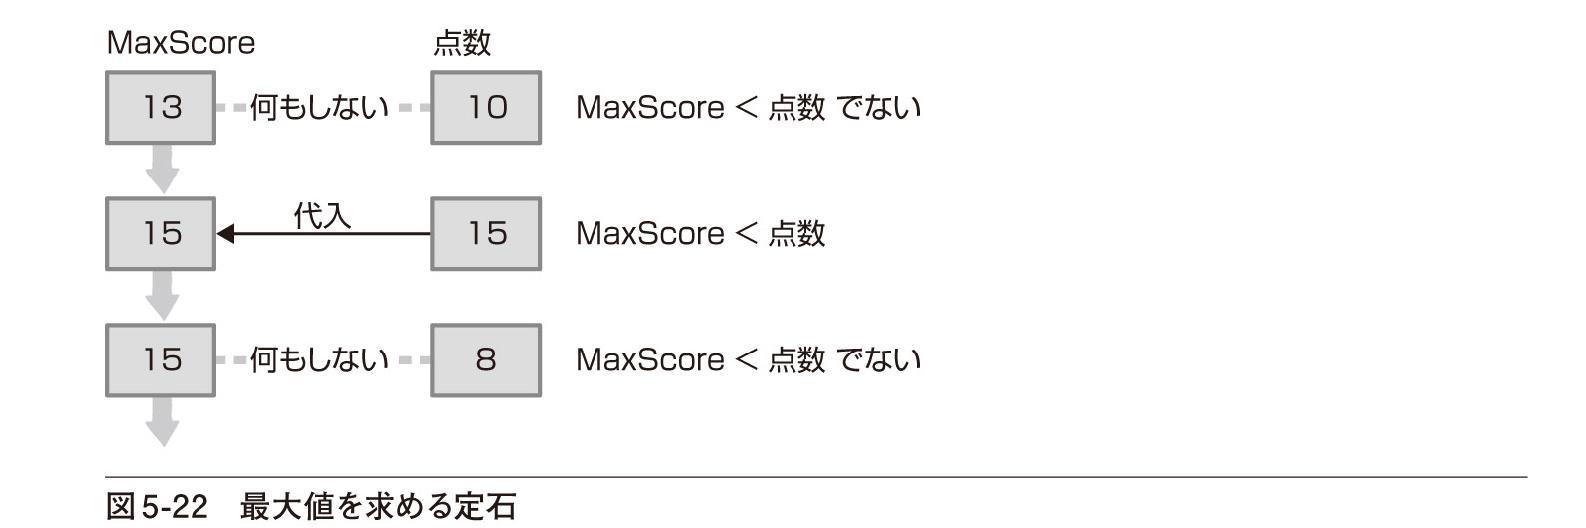 MaxScore 点数
13 何もしない 10 MaxScore < 点数 でない
15 代入 15 MaxScore < 点数
15 何もしない 8 MaxScore < 点数 でない
図5-22 最大値を求める定石